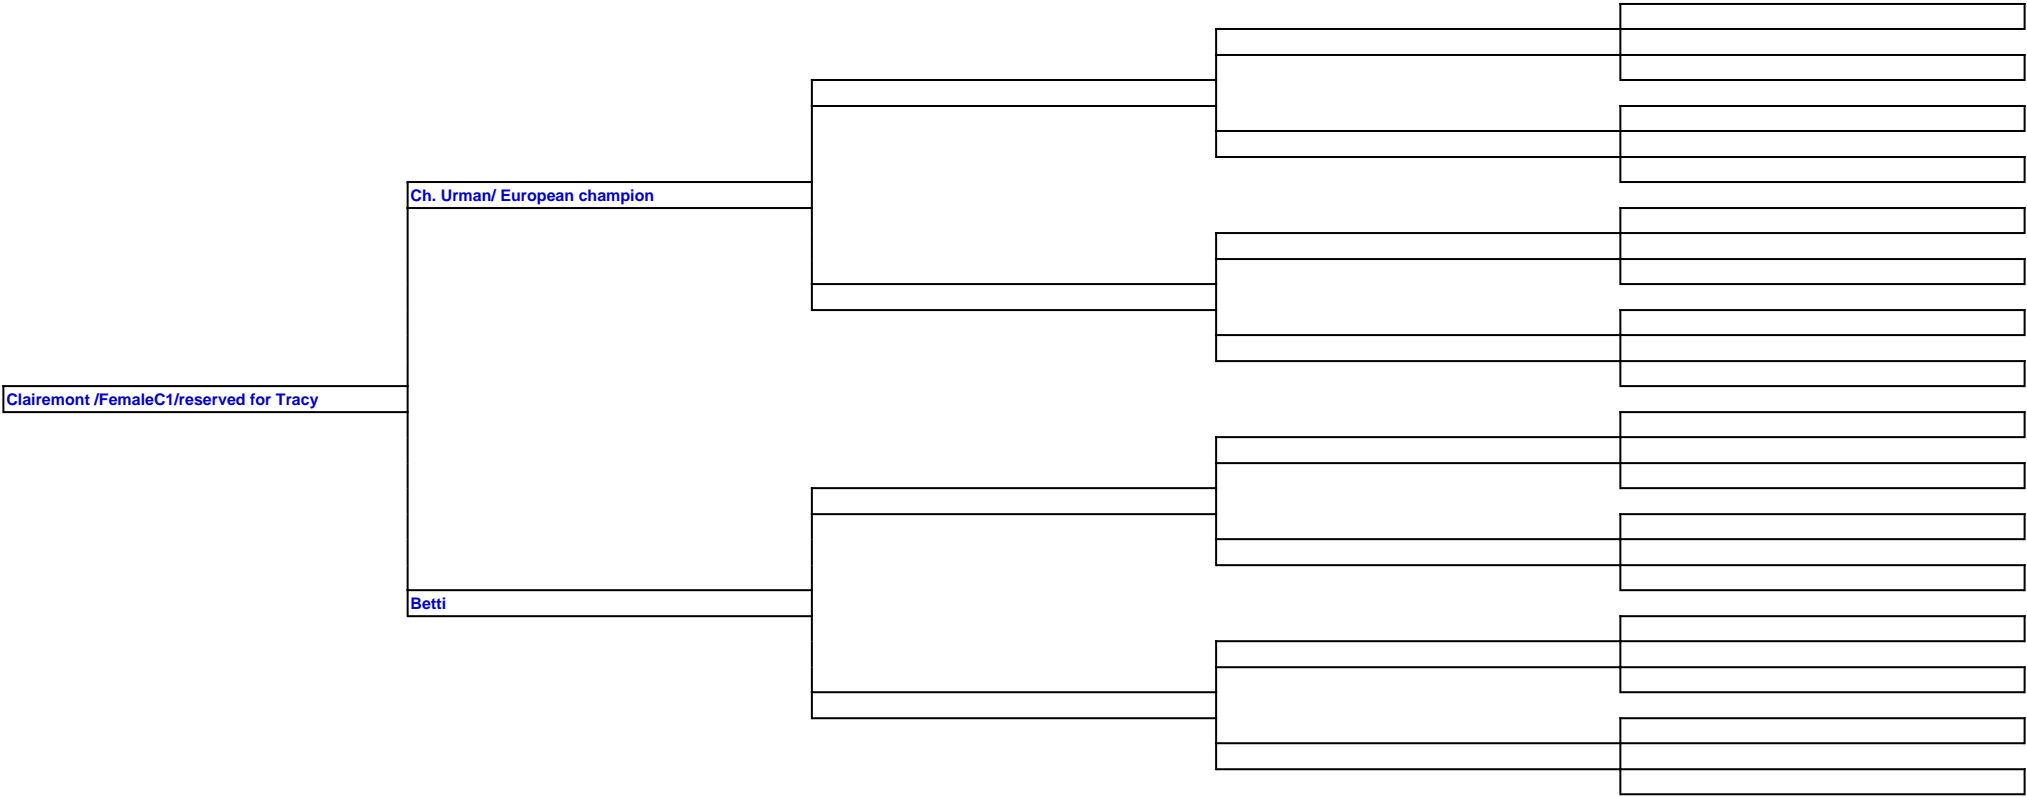 Ch. Urman/ European champion
Clairemont /FemaleC1/reserved for Tracy
Betti